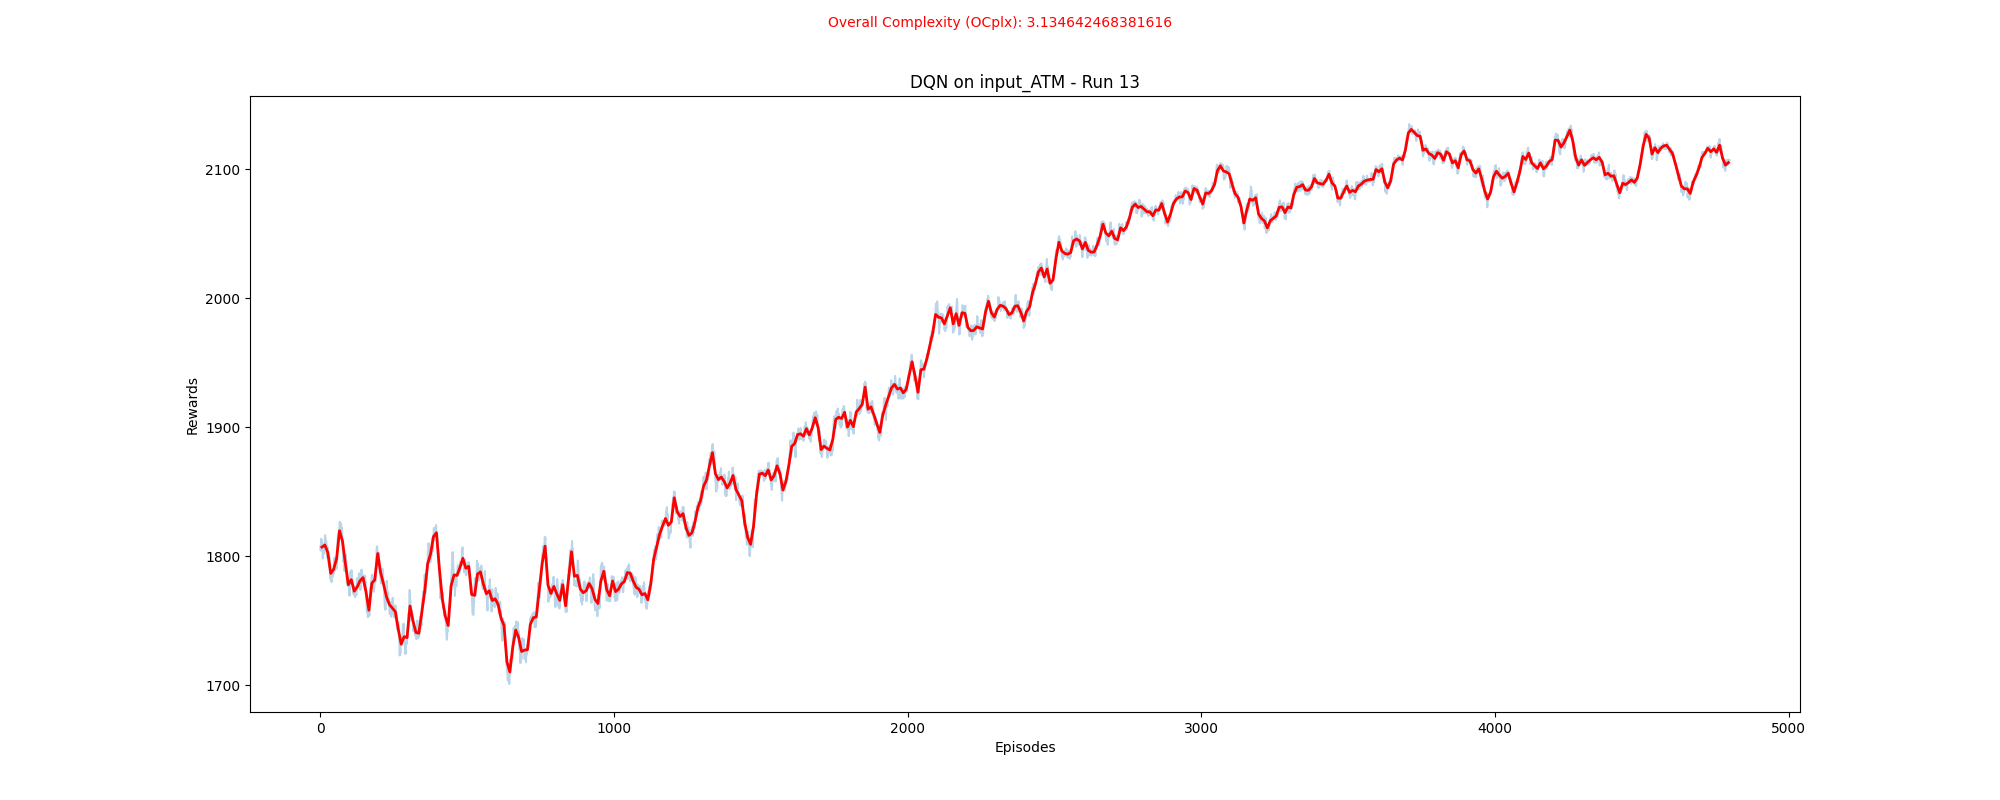 Overall Complexity (OCplx): 3.134642468381616
DQN on input_ATM - Run 13
Rewards
2100
2000
1900
1800
1700
0 1000 2000 3000 4000 5000
Episodes